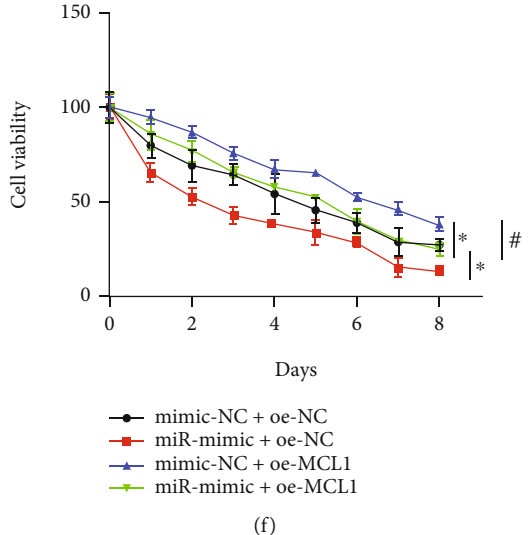 150
100
50
0
Cell viability
*
#
*
0 2 4 6 8
Days
mimic-NC + oe-NC
miR-mimic + oe-NC
mimic-NC + oe-MCL1
miR-mimic + oe-MCL1
(f)